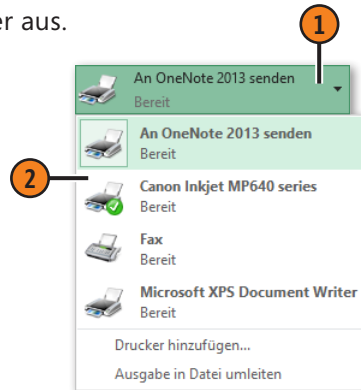 er aus.
1
An OneNote 2013 senden
Bereit
An OneNote 2013 senden
Bereit
2
Canon Inkjet MP640 series
Bereit
Fax
Bereit
Microsoft XPS Document Writer
Bereit
Drucker hinzufügen...
Ausgabe in Datei umleiten